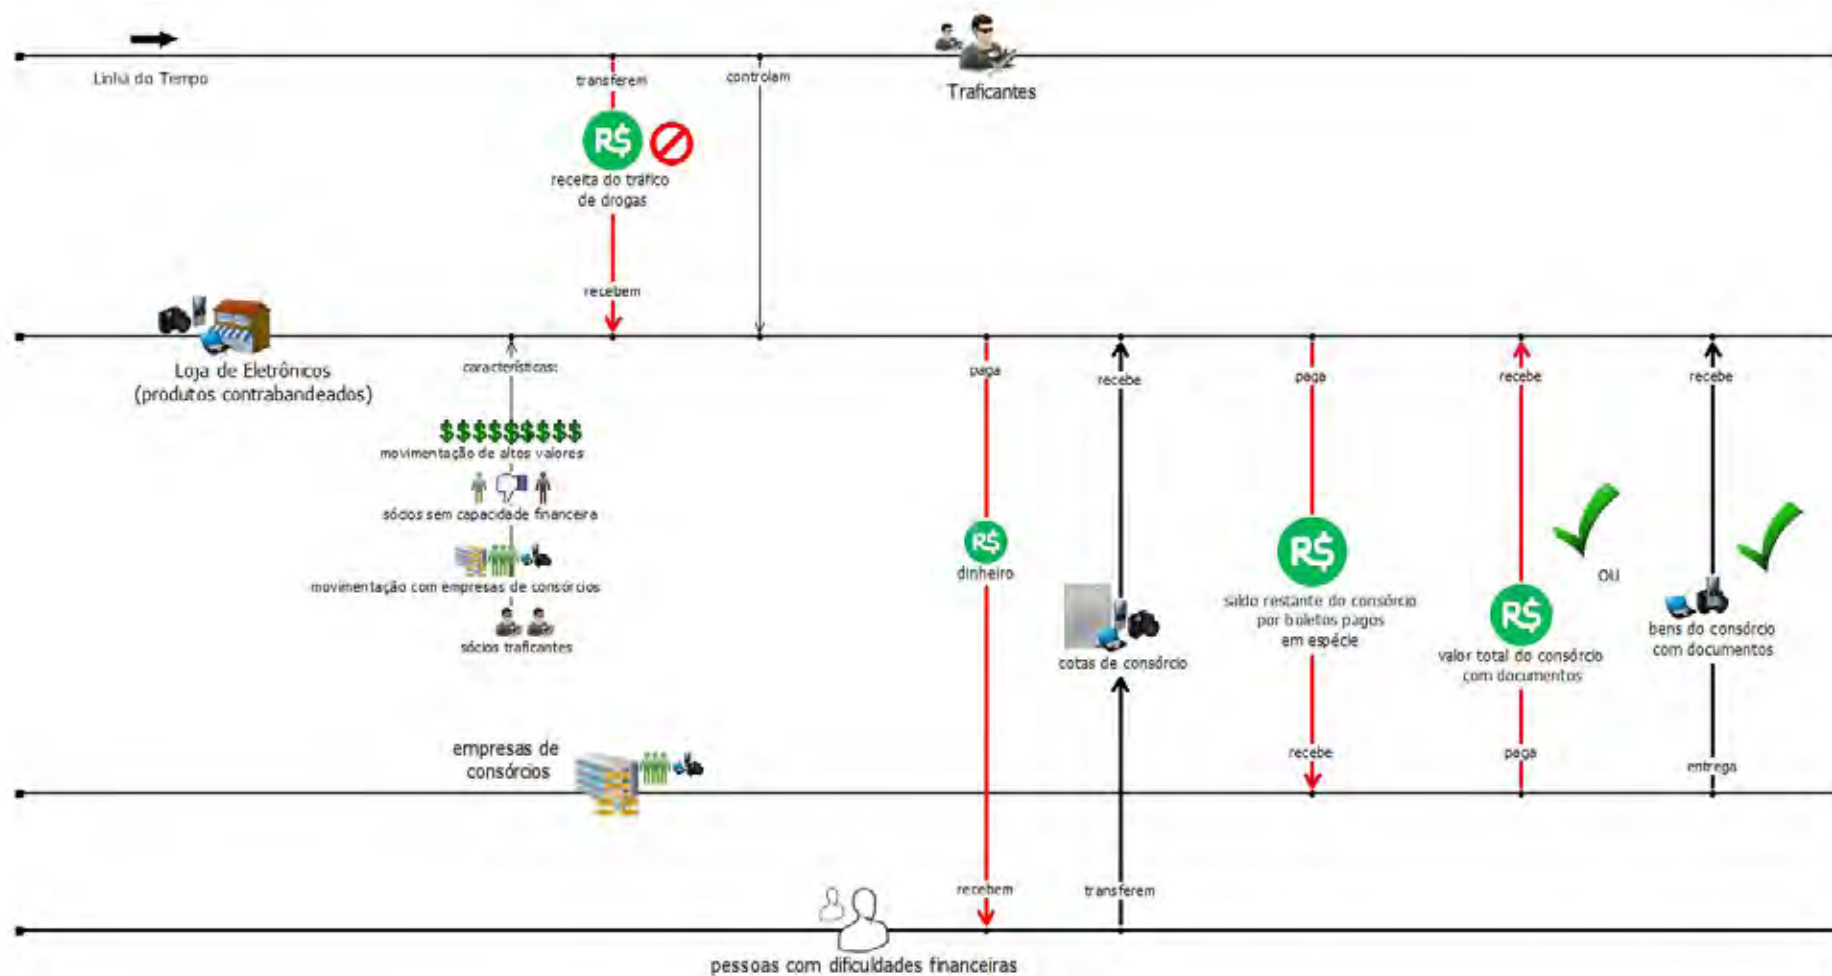 Linha do Tempo
transferem
controlam
Traficantes
R$
receita do tráfico
de drogas
recebem
Loja de Eletrônicos
(produtos contrabandeados)
características:
$$$$$$$$$
movimentação de altos valores
sócios sem capacidade financeira
movimentação com empresas de consórcios
sócios traficantes
paga
recebe
paga
recebe
recebe
R$
dinheiro
cotas de consórcio
R$
saldo restante do consórcio
por boletos pagos
em espécie
R$
valor total do consórcio
com documentos
OU
bens do consórcio
com documentos
empresas de
consórcios
recebe
paga
entrega
recebem
transferem
pessoas com dificuldades financeiras